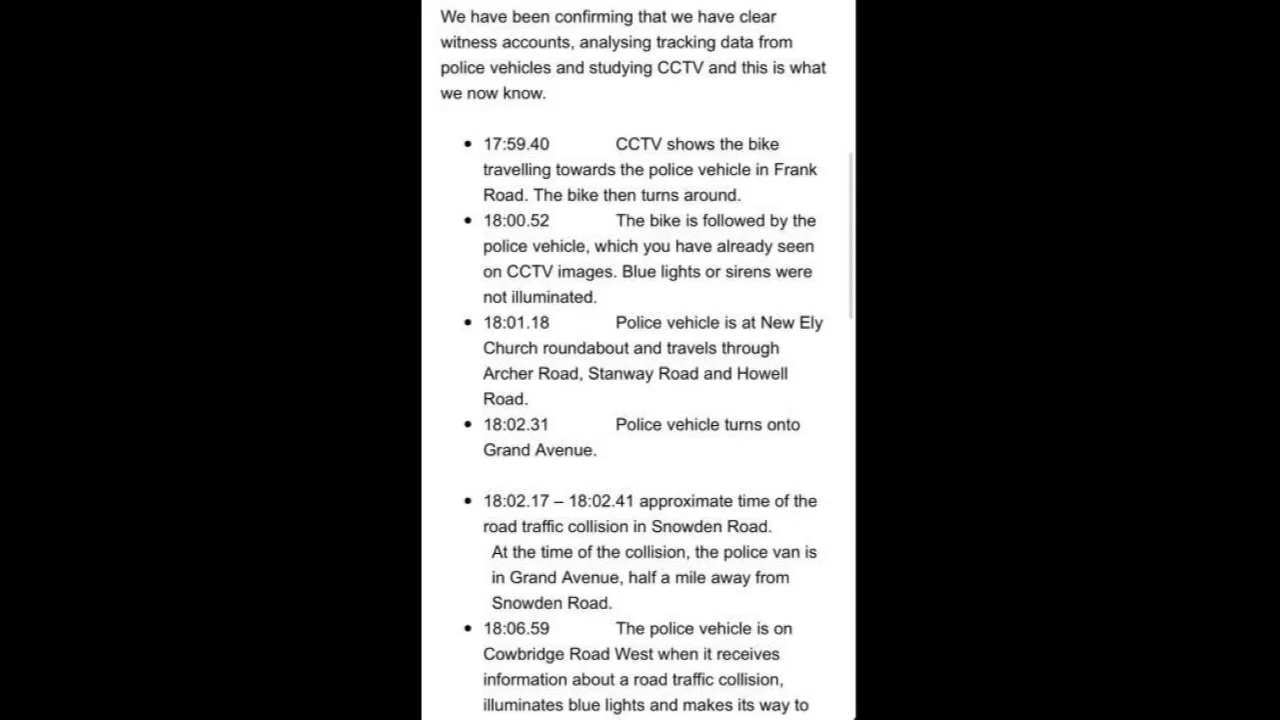 We have been confirming that we have clear
witness accounts, analysing tracking data from
police vehicles and studying CCTV and this is what
we now know.
• 17:59.40 CCTV shows the bike
travelling towards the police vehicle in Frank
Road. The bike then turns around.
• 18:00.52 The bike is followed by the
police vehicle, which you have already seen
on CCTV images. Blue lights or sirens were
not illuminated.
• 18:01.18 Police vehicle is at New Ely
Church roundabout and travels through
Archer Road, Stanway Road and Howell
Road.
• 18:02.31 Police vehicle turns onto
Grand Avenue.
• 18:02.17 – 18:02.41 approximate time of the
road traffic collision in Snowden Road.
At the time of the collision, the police van is
in Grand Avenue, half a mile away from
Snowden Road.
• 18:06.59 The police vehicle is on
Cowbridge Road West when it receives
information about a road traffic collision,
illuminates blue lights and makes its way to